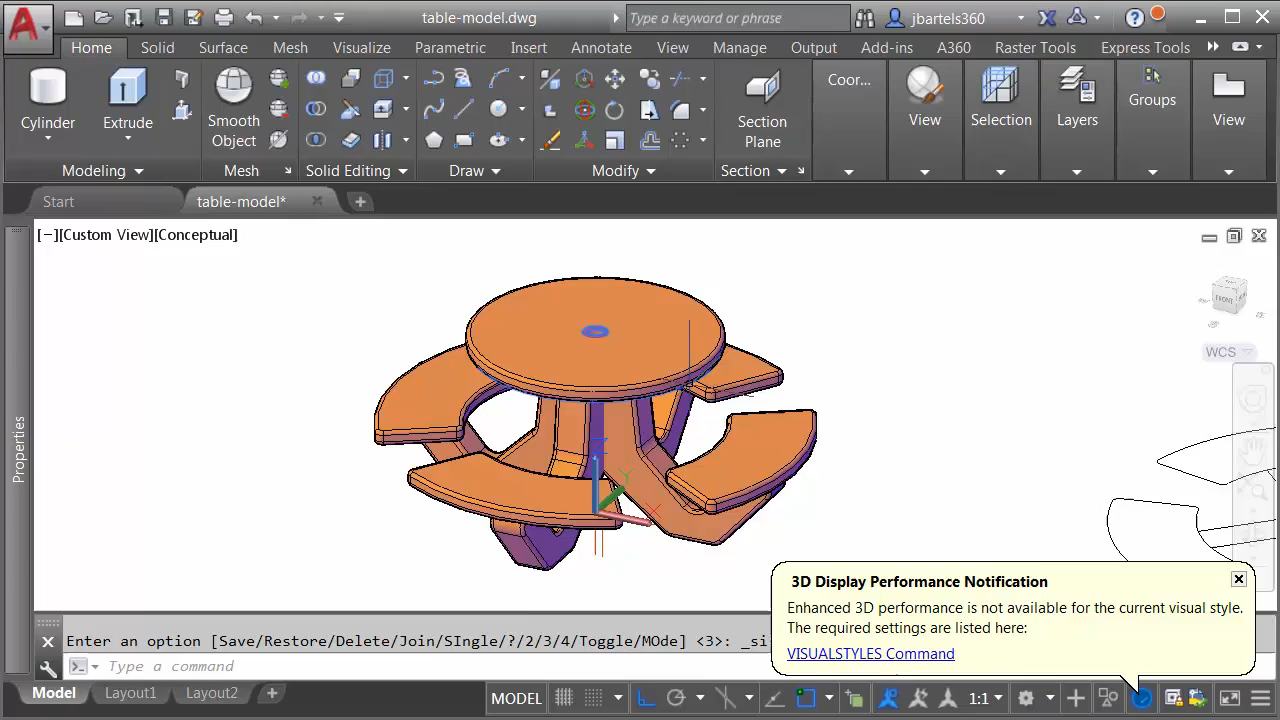 table-model.dwg
Type a keyword or phrase
jbartels360
Home Solid Surface Mesh Visualize Parametric Insert Annotate View Manage Output Add-ins A360 Raster Tools Express Tools
Cylinder
Extrude
Smooth
Object
Section
Plane
Coor...
View
Selection
Layers
Groups
View
Modeling
Mesh
Solid Editing
Draw
Modify
Section
Start
table-model*
[−][Custom View][Conceptual]
FRONT
WCS
Properties
Z
Y
X
3D Display Performance Notification
Enhanced 3D performance is not available for the current visual style.
The required settings are listed here:
VISUALSTYLES Command
Enter an option [Save/Restore/Delete/Join/SIngle/?/2/3/4/Toggle/MOde] <3>: _si
Type a command
Model Layout1 Layout2
MODEL
1:1